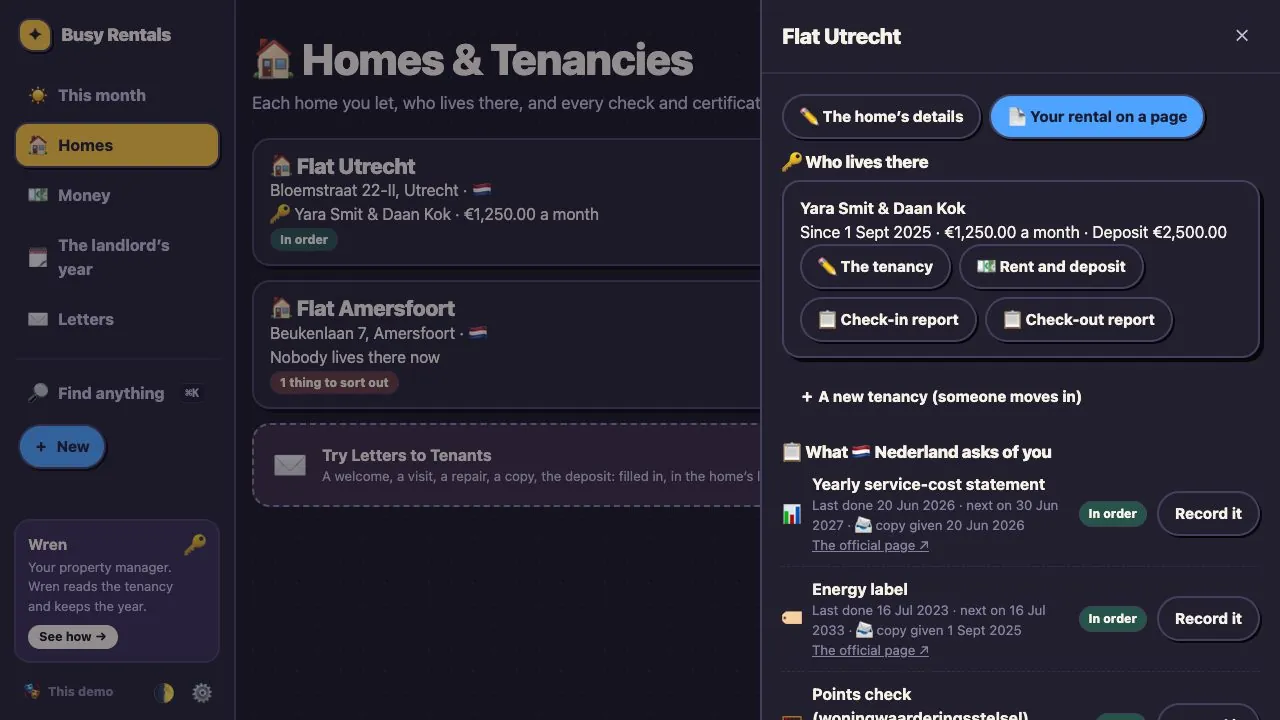 Busy Rentals
This month
Homes
Money
The landlord's
year
Letters
Find anything ⌘K
+ New
Wren
Your property manager.
Wren reads the tenancy
and keeps the year.
See how →
This demo
Homes & Tenancies
Each home you let, who lives there, and every check and certificat
Flat Utrecht
Bloemstraat 22-II, Utrecht ·
Yara Smit & Daan Kok · €1,250.00 a month
In order
Flat Amersfoort
Beukenlaan 7, Amersfoort ·
Nobody lives there now
1 thing to sort out
Try Letters to Tenants
A welcome, a visit, a repair, a copy, the deposit: filled in, in the home's l
Flat Utrecht
The home's details
Your rental on a page
Who lives there
Yara Smit & Daan Kok
Since 1 Sept 2025 · €1,250.00 a month · Deposit €2,500.00
The tenancy
Rent and deposit
Check-in report
Check-out report
+ A new tenancy (someone moves in)
What 🇳🇱 Nederland asks of you
Yearly service-cost statement
Last done 20 Jun 2026 · next on 30 Jun
2027 · copy given 20 Jun 2026
The official page ↗
In order
Record it
Energy label
Last done 16 Jul 2023 · next on 16 Jul
2033 · copy given 1 Sept 2025
The official page ↗
In order
Record it
Points check
(woningwaarderingsstelsel)